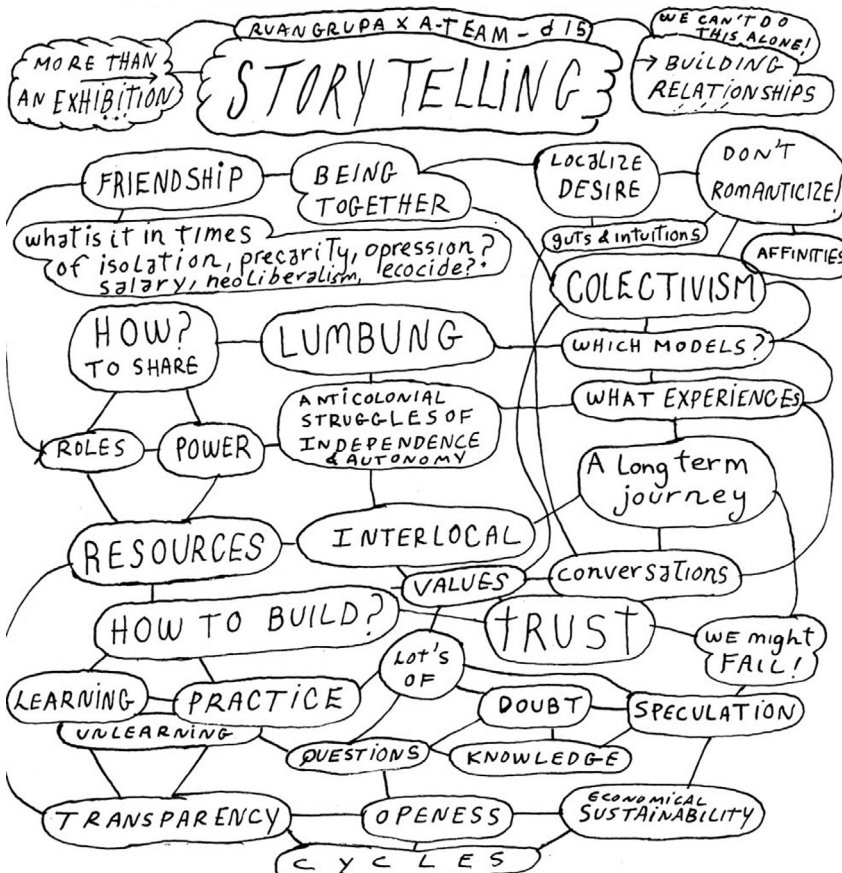 RUANGRUPA X A-TEAM - d15
WE CAN'T DO
THIS ALONE!
MORE THAN
AN EXHIBITION
STORY TELLING
→ BUILDING
RELATIONSHIPS
FRIENDSHIP
BEING
TOGETHER
LOCALIZE
DESIRE
DON'T
ROMANTICIZE!
what is it in times
of isolation, precarity, opression?
salary, neoliberalism, ecocide?
guts & intuitions
AFFINITIES
COLECTIVISM
HOW?
TO SHARE
LUMBUNG
WHICH MODELS?
ANTICOLONIAL
STRUGGLES OF
INDEPENDENCE
& AUTONOMY
WHAT EXPERIENCES
ROLES
POWER
A Long term
journey
RESOURCES
INTERLOCAL
VALUES
conversations
HOW TO BUILD?
TRUST
WE might
FAIL!
LOT'S
OF
LEARNING
PRACTICE
DOUBT
SPECULATION
UNLEARNING
QUESTIONS
KNOWLEDGE
TRANSPARENCY
OPENESS
ECONOMICAL
SUSTAINABILITY
CYCLES